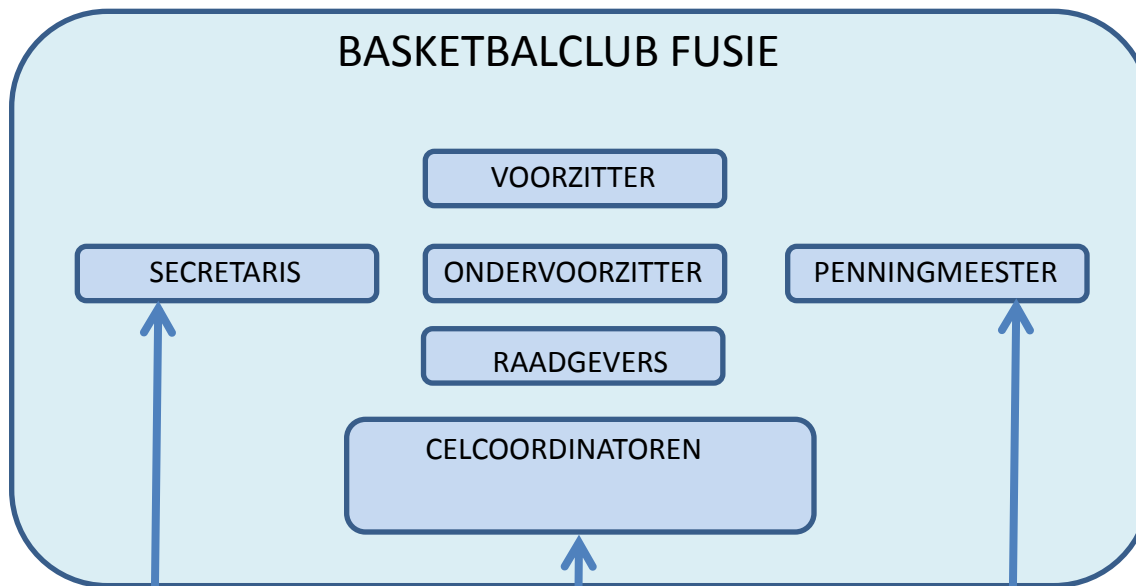 BASKETBALCLUB FUSIE
VOORZITTER
SECRETARIS
ONDERVOORZITTER
PENNINGMEESTER
RAADGEVERS
CELCOORDINATOREN